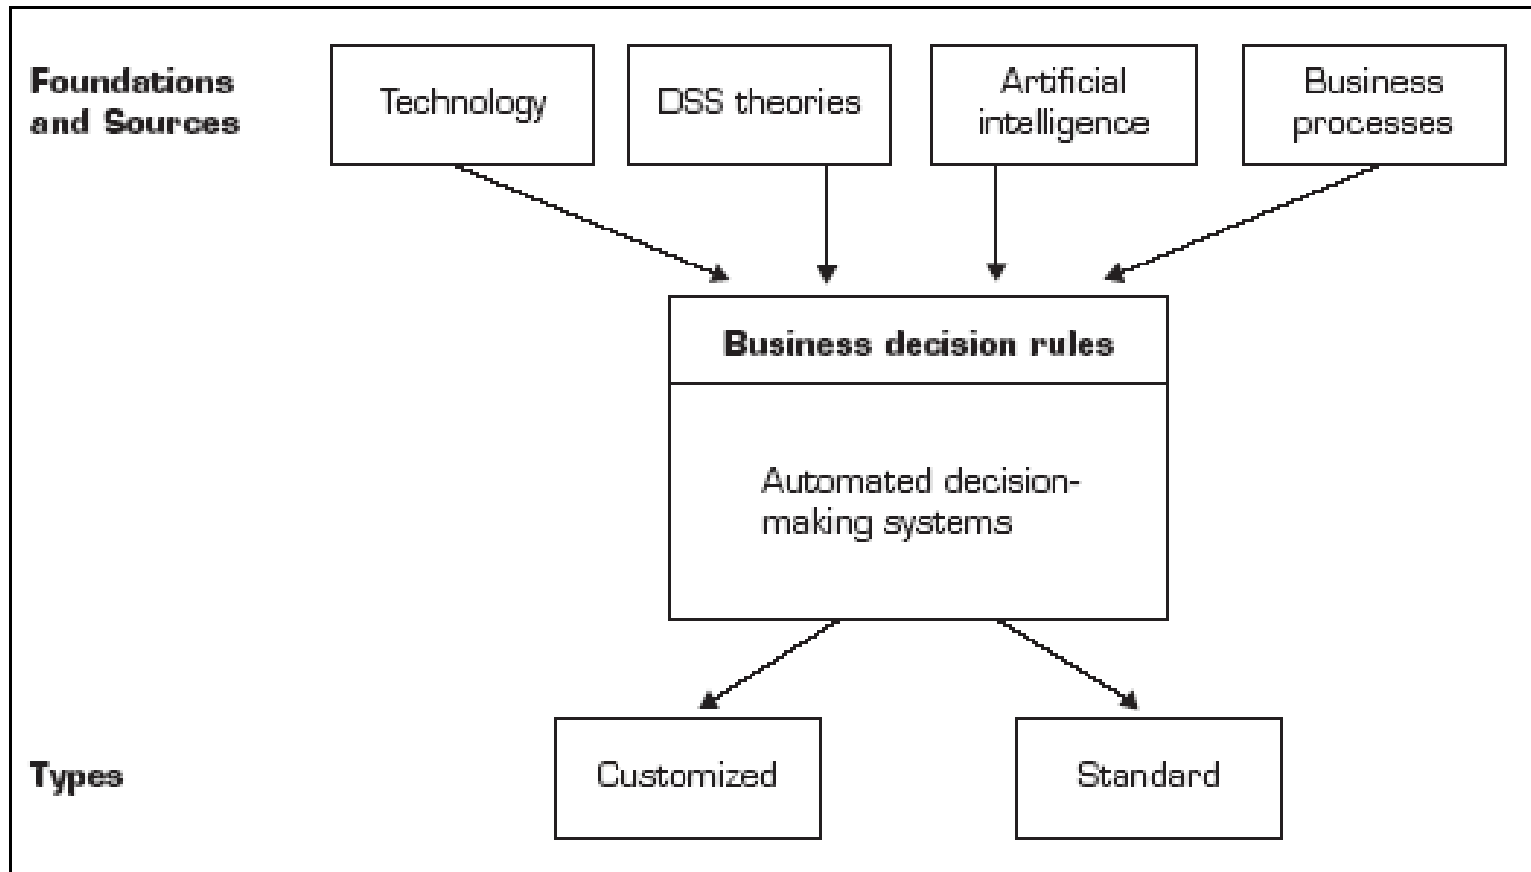 Foundations
and Sources
Technology
DSS theories
Artificial
intelligence
Business
processes
Business decision rules
Automated decision-
making systems
Types
Customized
Standard